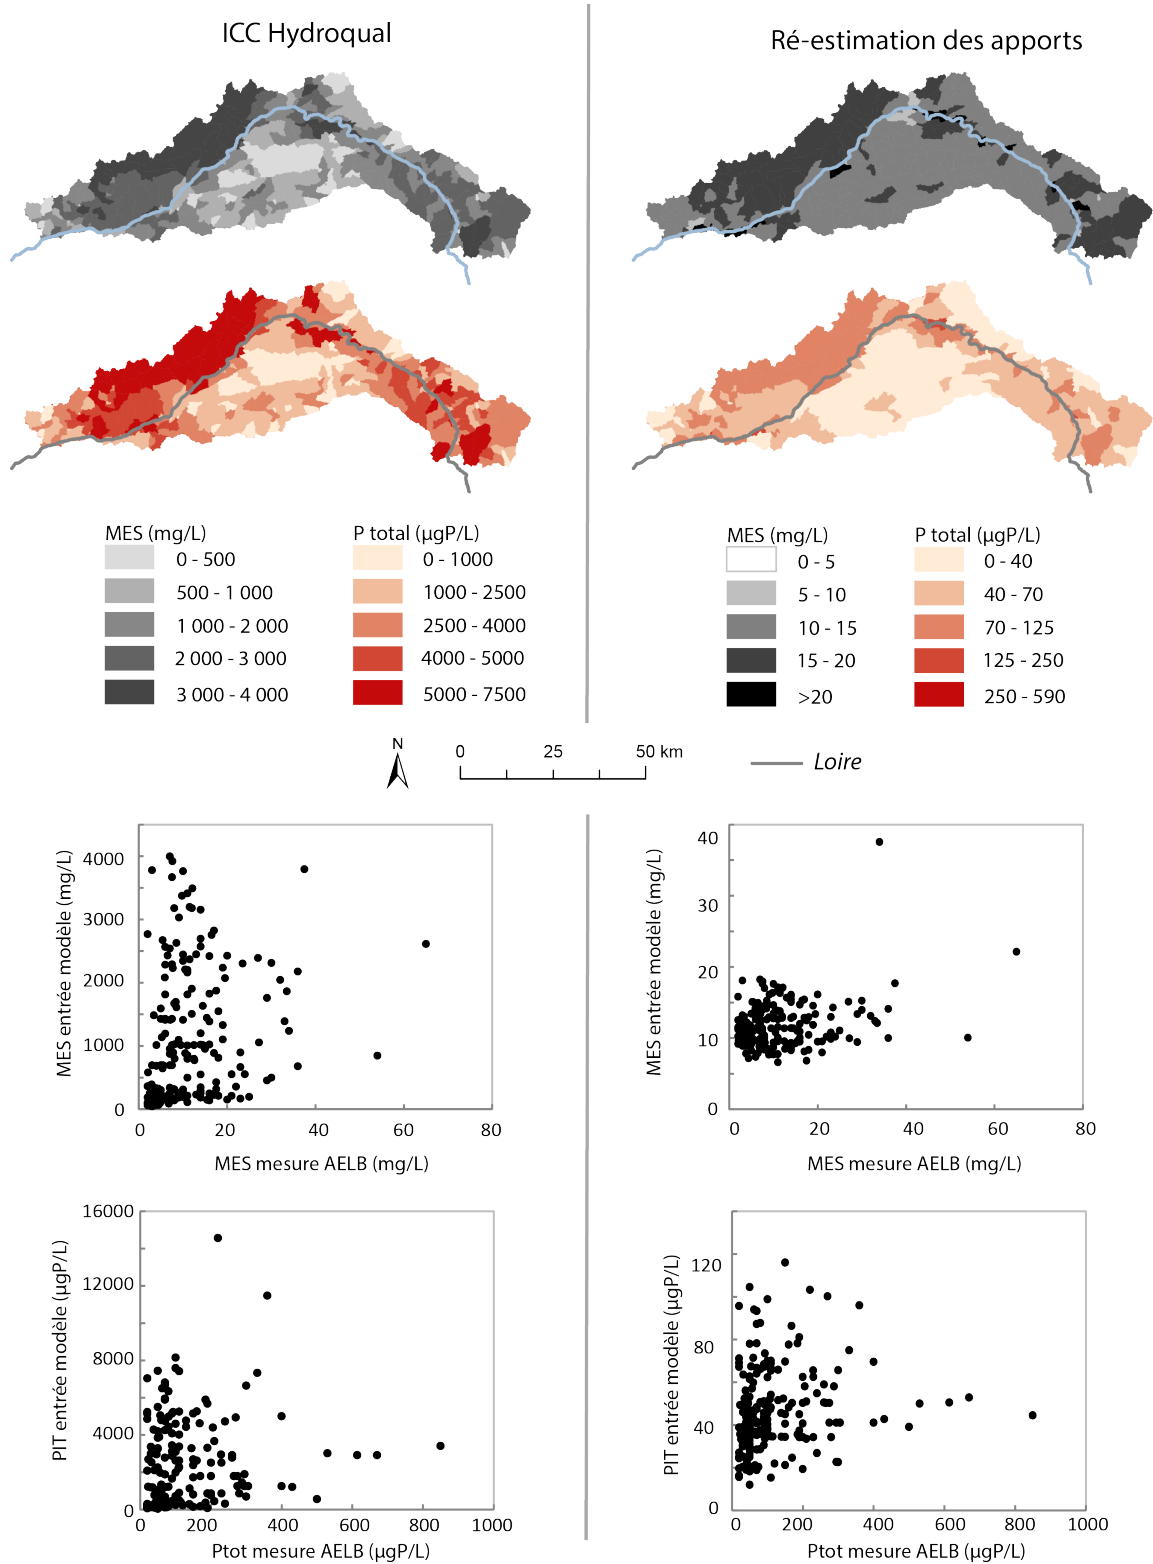 ICC Hydroqual
Ré-estimation des apports
MES (mg/L)
0 - 500
500 - 1 000
1 000 - 2 000
2 000 - 3 000
3 000 - 4 000
P total (µgP/L)
0 - 1000
1000 - 2500
2500 - 4000
4000 - 5000
5000 - 7500
MES (mg/L)
0 - 5
5 - 10
10 - 15
15 - 20
>20
P total (µgP/L)
0 - 40
40 - 70
70 - 125
125 - 250
250 - 590
N
0 25 50 km
Loire
MES entrée modèle (mg/L)
4000
3000
2000
1000
0
0 20 40 60 80
MES mesure AELB (mg/L)
MES entrée modèle (mg/L)
40
30
20
10
0
0 20 40 60 80
MES mesure AELB (mg/L)
PIT entrée modèle (µgP/L)
16000
12000
8000
4000
0
0 200 400 600 800 1000
Ptot mesure AELB (µgP/L)
PIT entrée modèle (µgP/L)
120
80
40
0
0 200 400 600 800 1000
Ptot mesure AELB (µgP/L)